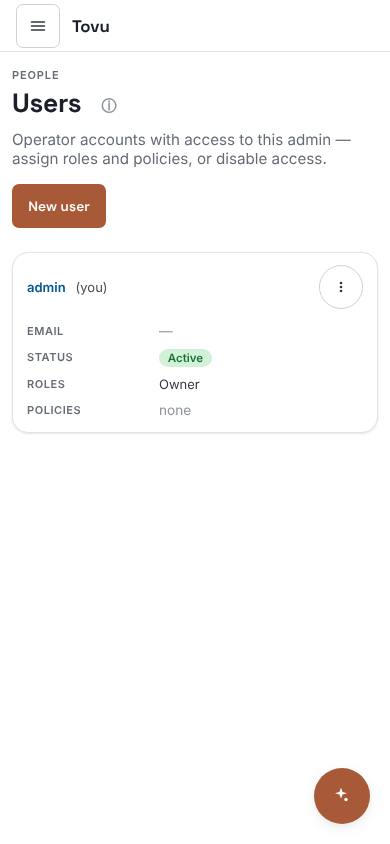 Tovu
PEOPLE
Users
Operator accounts with access to this admin —
assign roles and policies, or disable access.
New user
admin (you)
EMAIL —
STATUS Active
ROLES Owner
POLICIES none